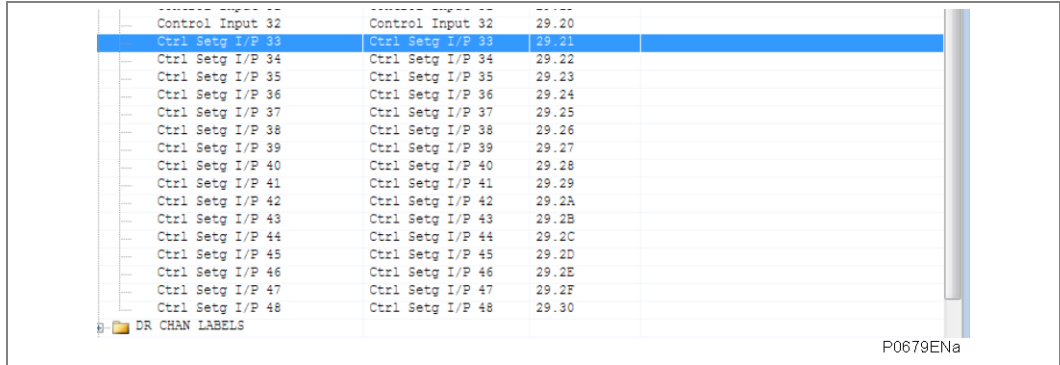 Control Input 32 Control Input 32 29.20
Ctrl Setg I/P 33 Ctrl Setg I/P 33 29.21
Ctrl Setg I/P 34 Ctrl Setg I/P 34 29.22
Ctrl Setg I/P 35 Ctrl Setg I/P 35 29.23
Ctrl Setg I/P 36 Ctrl Setg I/P 36 29.24
Ctrl Setg I/P 37 Ctrl Setg I/P 37 29.25
Ctrl Setg I/P 38 Ctrl Setg I/P 38 29.26
Ctrl Setg I/P 39 Ctrl Setg I/P 39 29.27
Ctrl Setg I/P 40 Ctrl Setg I/P 40 29.28
Ctrl Setg I/P 41 Ctrl Setg I/P 41 29.29
Ctrl Setg I/P 42 Ctrl Setg I/P 42 29.2A
Ctrl Setg I/P 43 Ctrl Setg I/P 43 29.2B
Ctrl Setg I/P 44 Ctrl Setg I/P 44 29.2C
Ctrl Setg I/P 45 Ctrl Setg I/P 45 29.2D
Ctrl Setg I/P 46 Ctrl Setg I/P 46 29.2E
Ctrl Setg I/P 47 Ctrl Setg I/P 47 29.2F
Ctrl Setg I/P 48 Ctrl Setg I/P 48 29.30
DR CHAN LABELS
P0679ENa